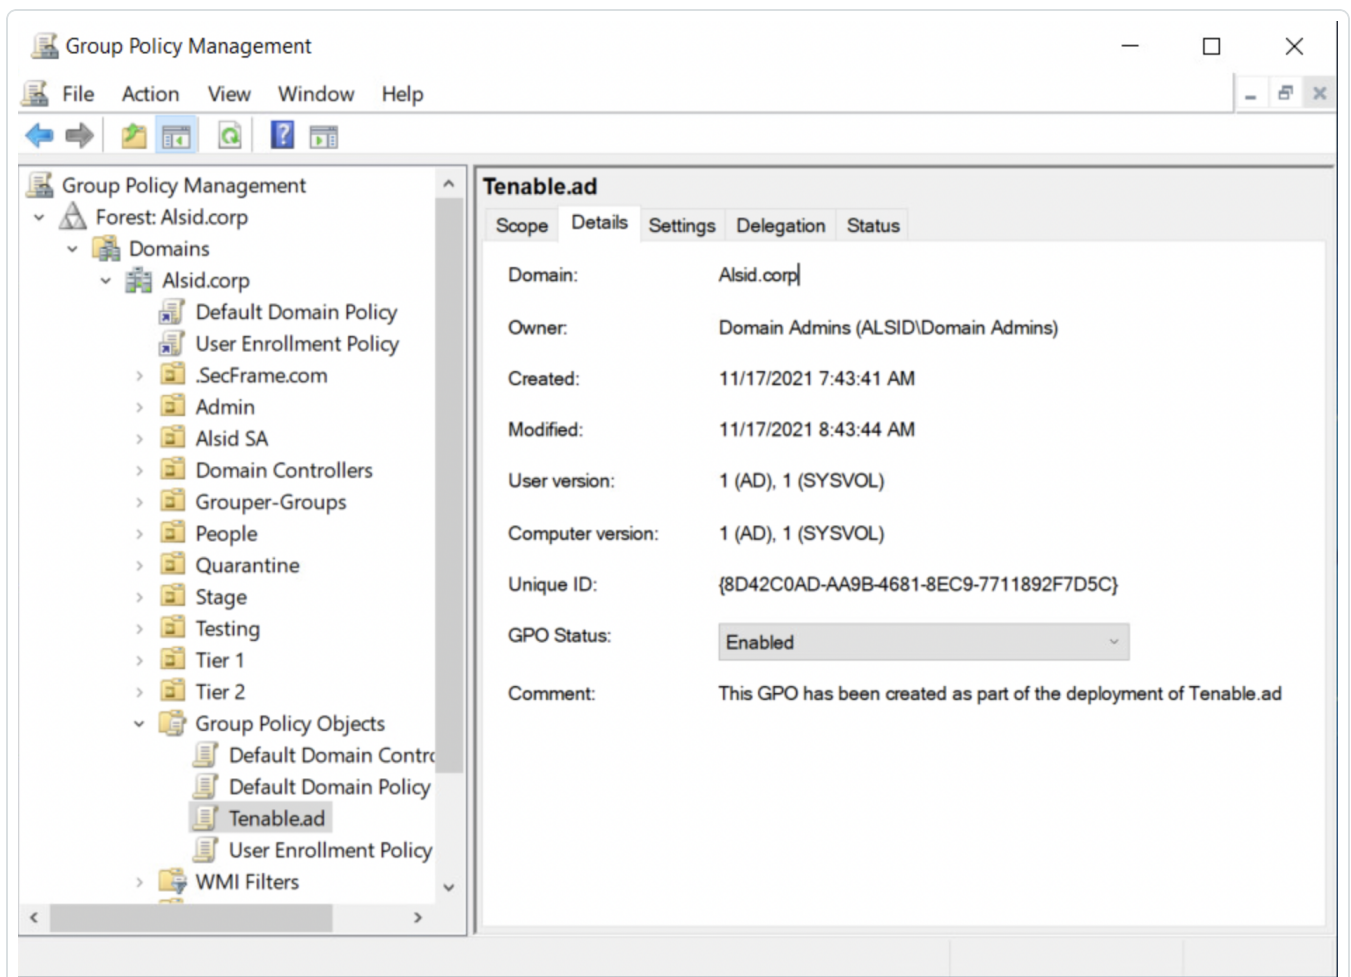 Group Policy Management
File Action View Window Help
Group Policy Management
Forest: Alsid.corp
Domains
Alsid.corp
Default Domain Policy
User Enrollment Policy
.SecFrame.com
Admin
Alsid SA
Domain Controllers
Grouper-Groups
People
Quarantine
Stage
Testing
Tier 1
Tier 2
Group Policy Objects
Default Domain Contro
Default Domain Policy
Tenable.ad
User Enrollment Policy
WMI Filters
Tenable.ad
Scope Details Settings Delegation Status
Domain: Alsid.corp
Owner: Domain Admins (ALSID\Domain Admins)
Created: 11/17/2021 7:43:41 AM
Modified: 11/17/2021 8:43:44 AM
User version: 1 (AD), 1 (SYSVOL)
Computer version: 1 (AD), 1 (SYSVOL)
Unique ID: {8D42C0AD-AA9B-4681-8EC9-7711892F7D5C}
GPO Status: Enabled
Comment: This GPO has been created as part of the deployment of Tenable.ad